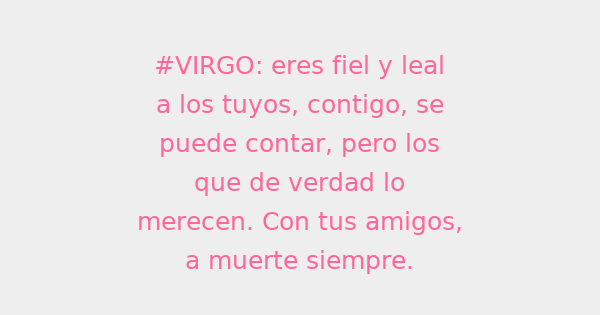 #VIRGO: eres fiel y leal
a los tuyos, contigo, se
puede contar, pero los
que de verdad lo
merecen. Con tus amigos,
a muerte siempre.